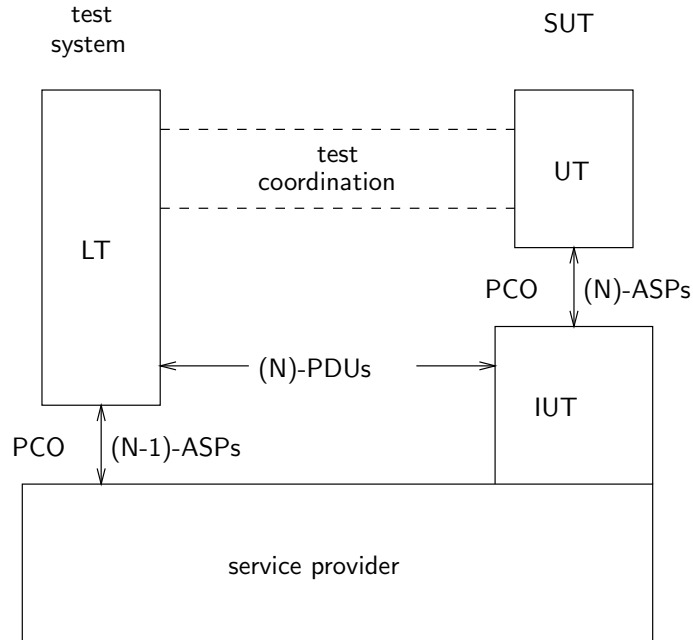 test
system
SUT
test
coordination
UT
LT
PCO
(N)-ASPs
(N)-PDUs
IUT
PCO
(N-1)-ASPs
service provider